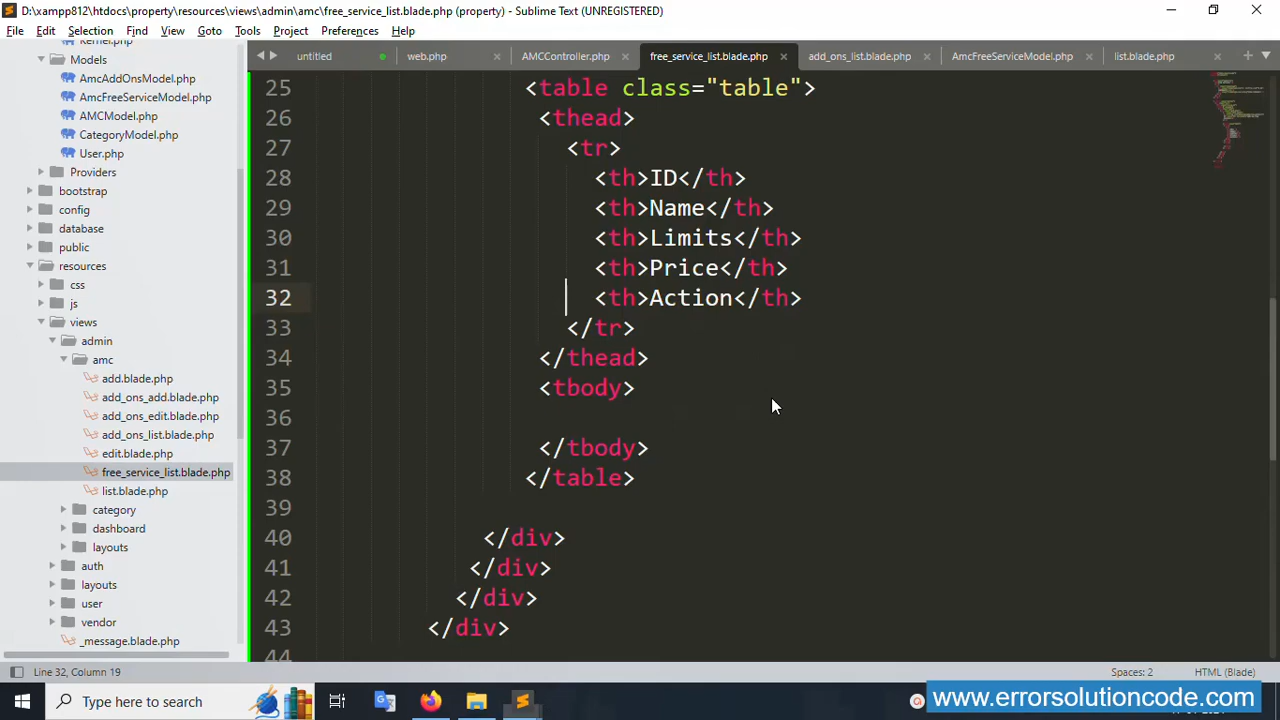 D:\xampp812\htdocs\property\resources\views\admin\amc\free_service_list.blade.php (property) - Sublime Text (UNREGISTERED)
File Edit Selection Find View Goto Tools Project Preferences Help
untitled web.php AMCController.php free_service_list.blade.php add_ons_list.blade.php AmcFreeServiceModel.php list.blade.php
Kernel.php
Models
AmcAddOnsModel.php
AmcFreeServiceModel.php
AMCModel.php
CategoryModel.php
User.php
Providers
bootstrap
config
database
public
resources
css
js
views
admin
amc
add.blade.php
add_ons_add.blade.php
add_ons_edit.blade.php
add_ons_list.blade.php
edit.blade.php
free_service_list.blade.php
list.blade.php
category
dashboard
layouts
auth
layouts
user
vendor
_message.blade.php
25 <table class="table">
26 <thead>
27 <tr>
28 <th>ID</th>
29 <th>Name</th>
30 <th>Limits</th>
31 <th>Price</th>
32 <th>Action</th>
33 </tr>
34 </thead>
35 <tbody>
36
37 </tbody>
38 </table>
39
40 </div>
41 </div>
42 </div>
43 </div>
44
Line 32, Column 19 Spaces: 2 HTML (Blade)
Type here to search
www.errorsolutioncode.com